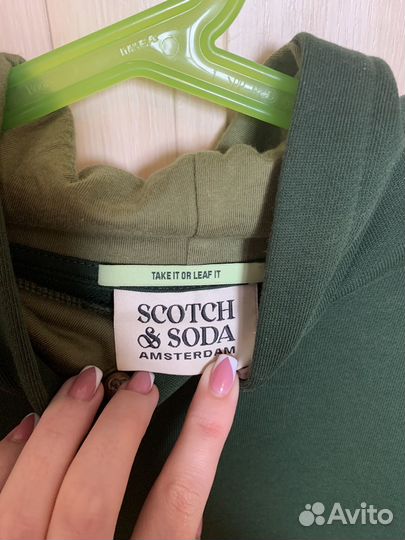 TAKE IT OR LEAF IT
SCOTCH
& SODA
AMSTERDAM
Avito